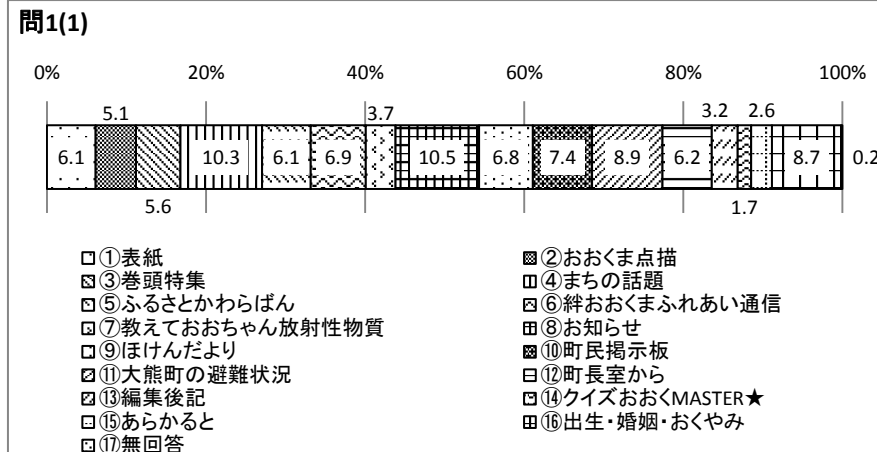 問1(1)
0% 20% 40% 60% 80% 100%
5.1 3.7 3.2 2.6
6.1 10.3 6.1 6.9 10.5 6.8 7.4 8.9 6.2 8.7 0.2
5.6 1.7
①表紙 ②おおくま点描
③巻頭特集 ④まちの話題
⑤ふるさとかわらばん ⑥絆おおくまふれあい通信
⑦教えておおちゃん放射性物質 ⑧お知らせ
⑨ほけんだより ⑩町民掲示板
⑪大熊町の避難状況 ⑫町長室から
⑬編集後記 ⑭クイズおおくMASTER★
⑮あらかると ⑯出生・婚姻・おくやみ
⑰無回答